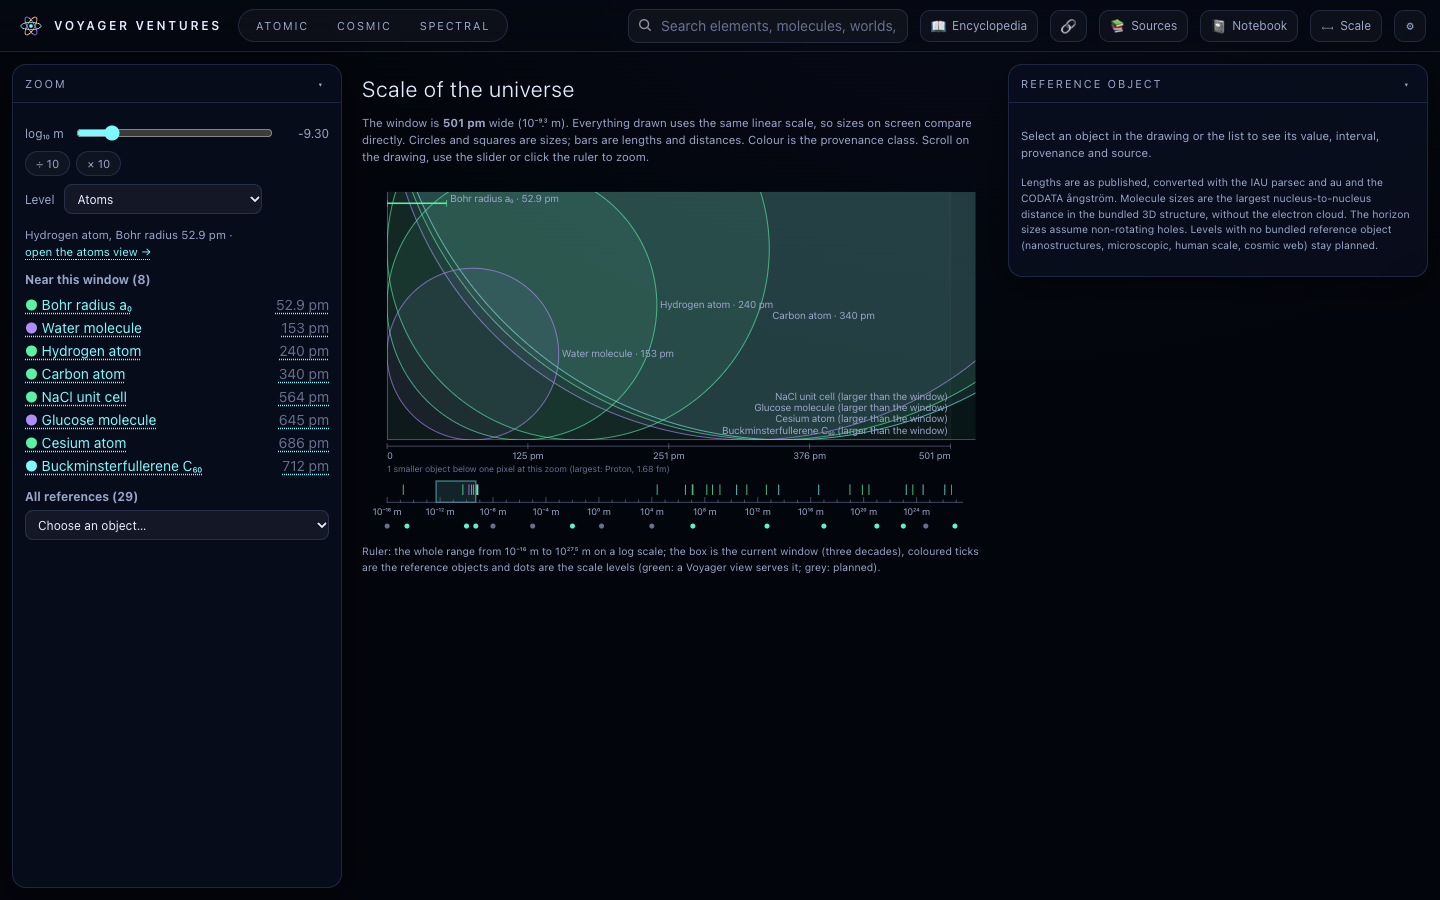 VOYAGER VENTURES
ATOMIC COSMIC SPECTRAL
Search elements, molecules, worlds,
Encyclopedia
Sources
Notebook
Scale
ZOOM
log₁₀ m
-9.30
÷ 10 × 10
Level Atoms
Hydrogen atom, Bohr radius 52.9 pm ·
open the atoms view →
Near this window (8)
Bohr radius a₀ 52.9 pm
Water molecule 153 pm
Hydrogen atom 240 pm
Carbon atom 340 pm
NaCl unit cell 564 pm
Glucose molecule 645 pm
Cesium atom 686 pm
Buckminsterfullerene C₆₀ 712 pm
All references (29)
Choose an object...
Scale of the universe
The window is 501 pm wide (10⁻⁹·³ m). Everything drawn uses the same linear scale, so sizes on screen compare
directly. Circles and squares are sizes; bars are lengths and distances. Colour is the provenance class. Scroll on
the drawing, use the slider or click the ruler to zoom.
Bohr radius a₀ · 52.9 pm
Hydrogen atom · 240 pm
Carbon atom · 340 pm
Water molecule · 153 pm
NaCl unit cell (larger than the window)
Glucose molecule (larger than the window)
Cesium atom (larger than the window)
Buckminsterfullerene C₆₀ (larger than the window)
0 125 pm 251 pm 376 pm 501 pm
1 smaller object below one pixel at this zoom (largest: Proton, 1.68 fm)
10⁻¹⁶ m 10⁻¹² m 10⁻⁸ m 10⁻⁴ m 10⁰ m 10⁴ m 10⁸ m 10¹² m 10¹⁶ m 10²⁰ m 10²⁴ m
Ruler: the whole range from 10⁻¹⁶ m to 10²⁷·⁵ m on a log scale; the box is the current window (three decades), coloured ticks
are the reference objects and dots are the scale levels (green: a Voyager view serves it; grey: planned).
REFERENCE OBJECT
Select an object in the drawing or the list to see its value, interval,
provenance and source.
Lengths are as published, converted with the IAU parsec and au and the
CODATA ångström. Molecule sizes are the largest nucleus-to-nucleus
distance in the bundled 3D structure, without the electron cloud. The horizon
sizes assume non-rotating holes. Levels with no bundled reference object
(nanostructures, microscopic, human scale, cosmic web) stay planned.